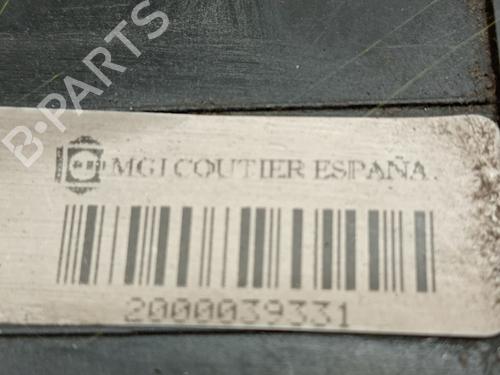 B-PARTS
MGI COUTIER ESPAÑA.
2000039331